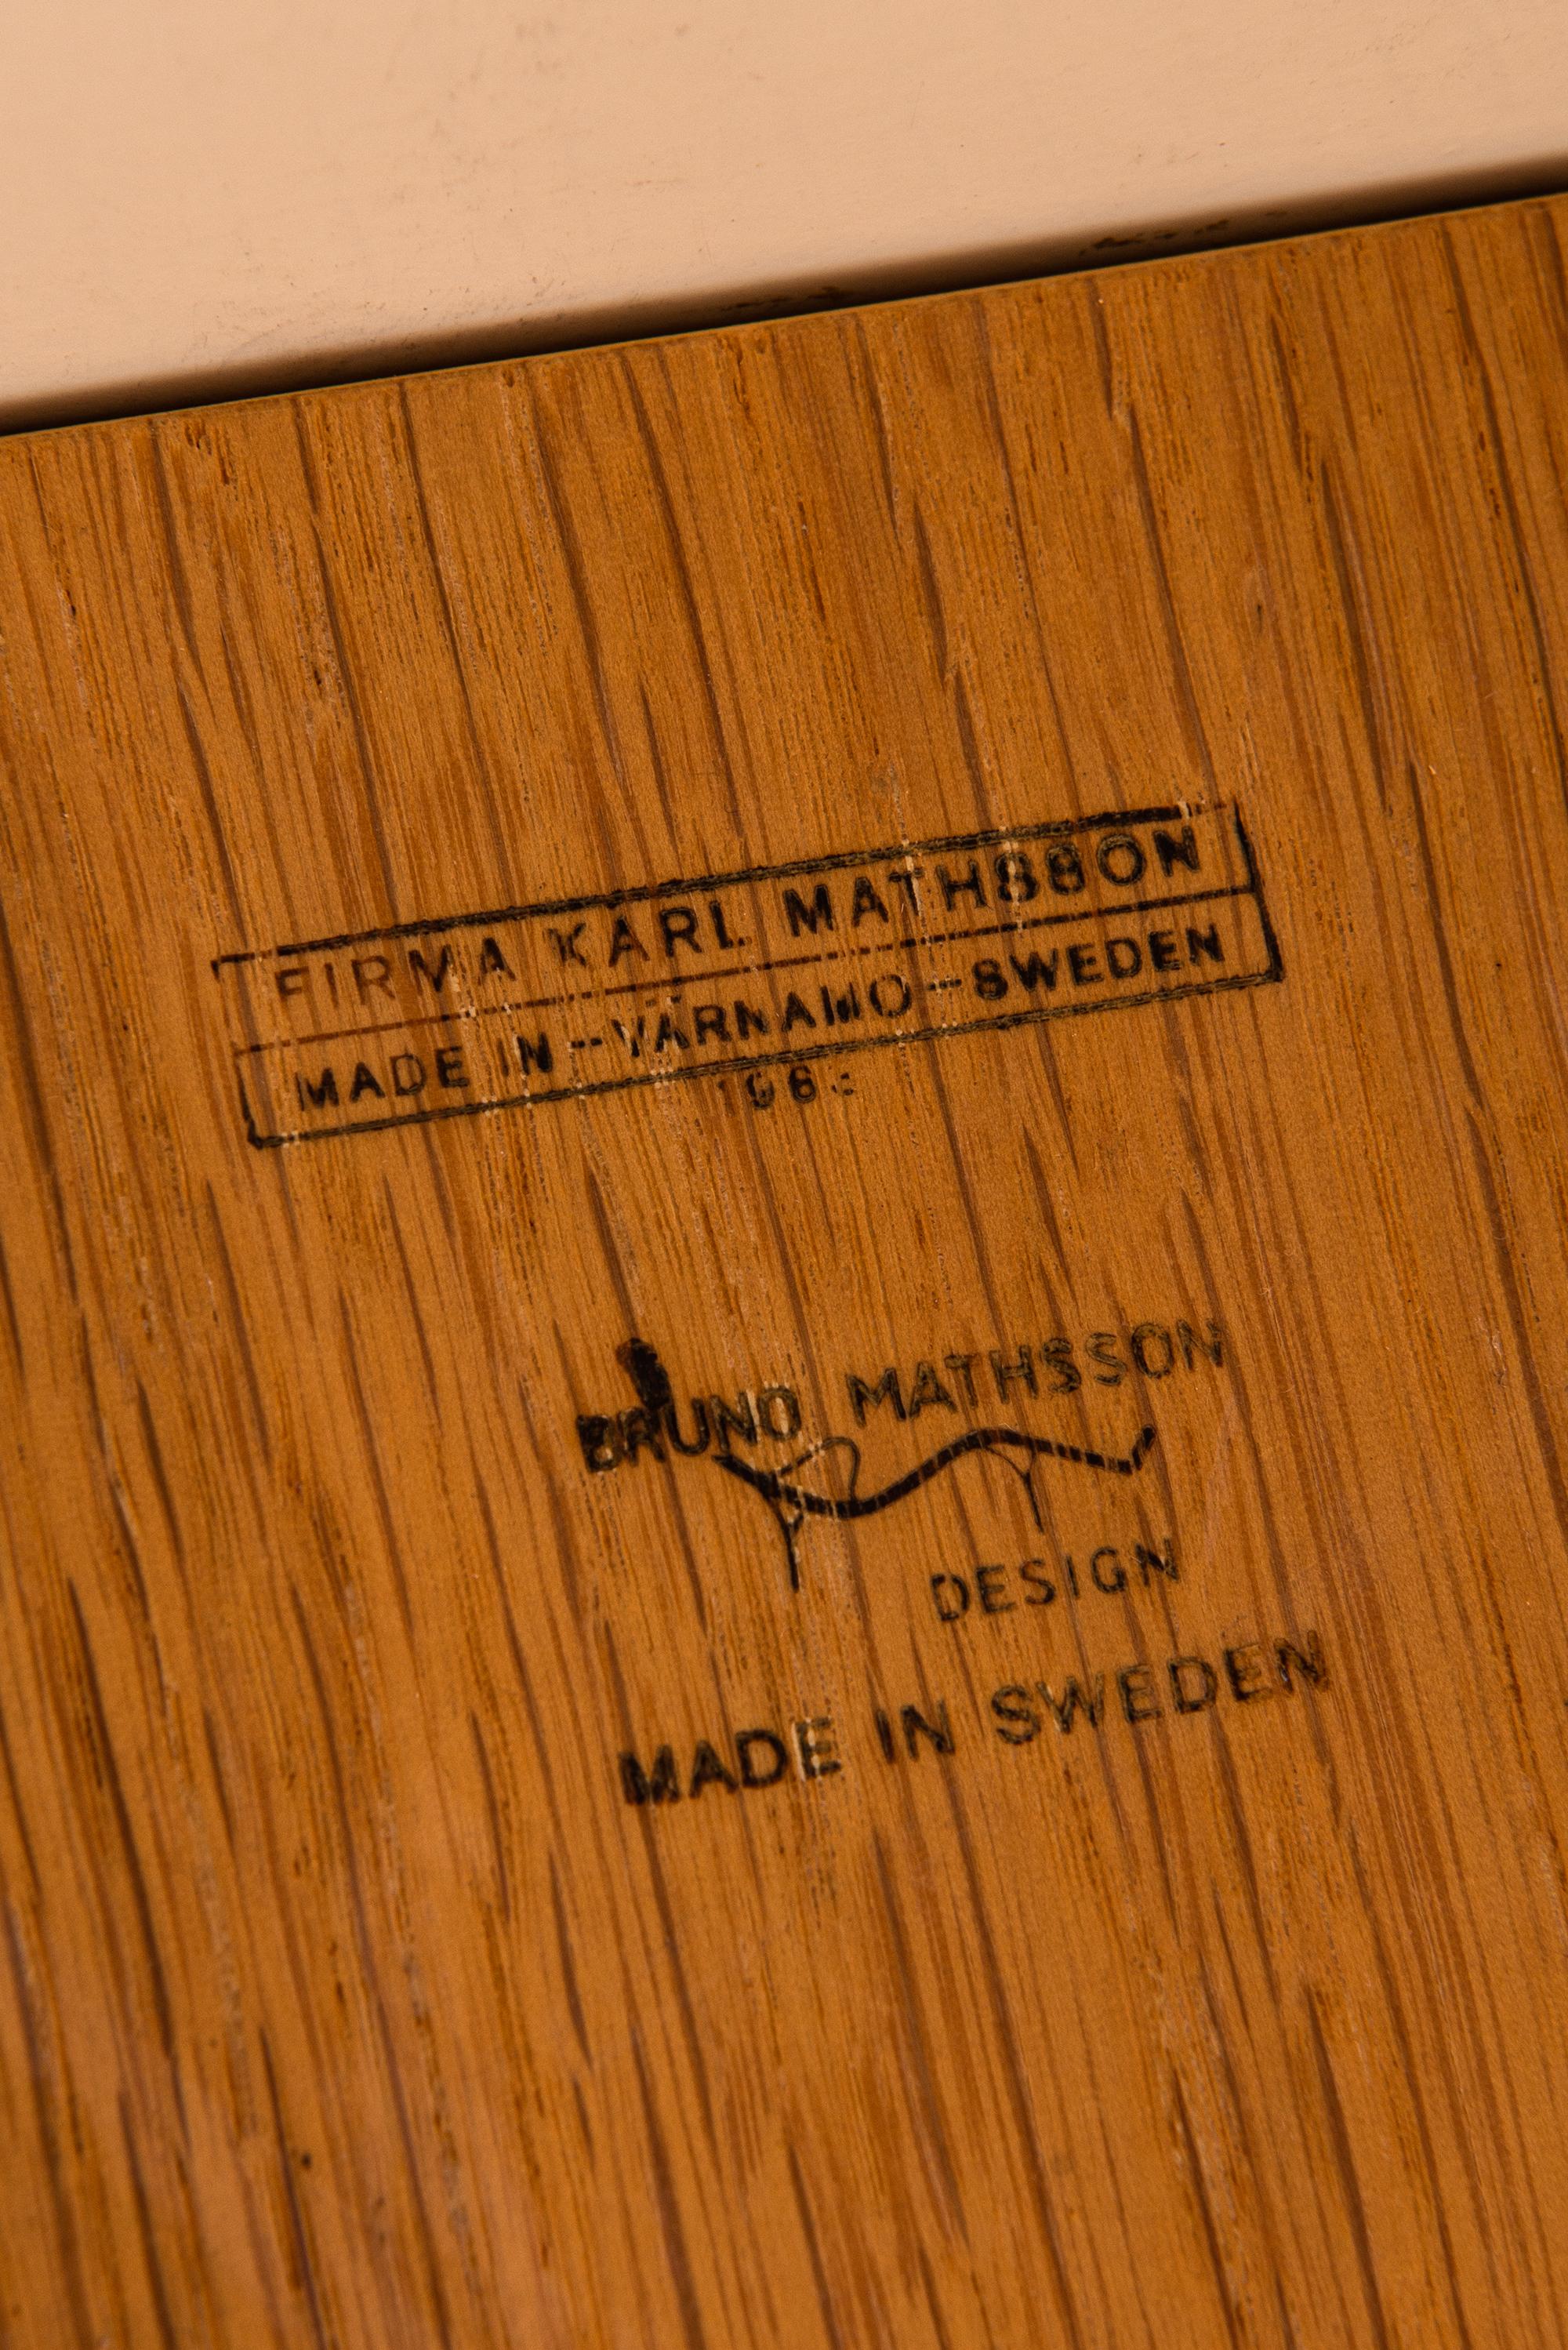 FIRMA KARL MATHSSON
MADE IN - VÄRNAMO - SWEDEN
BRUNO MATHSSON
DESIGN
MADE IN SWEDEN